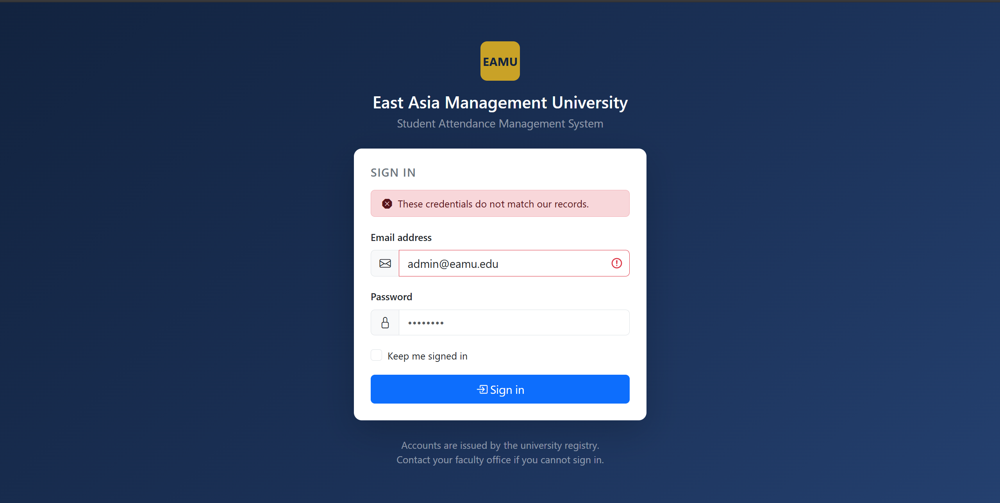 EAMU
East Asia Management University
Student Attendance Management System
SIGN IN
These credentials do not match our records.
Email address
admin@eamu.edu
Password
••••••••
Keep me signed in
Sign in
Accounts are issued by the university registry.
Contact your faculty office if you cannot sign in.